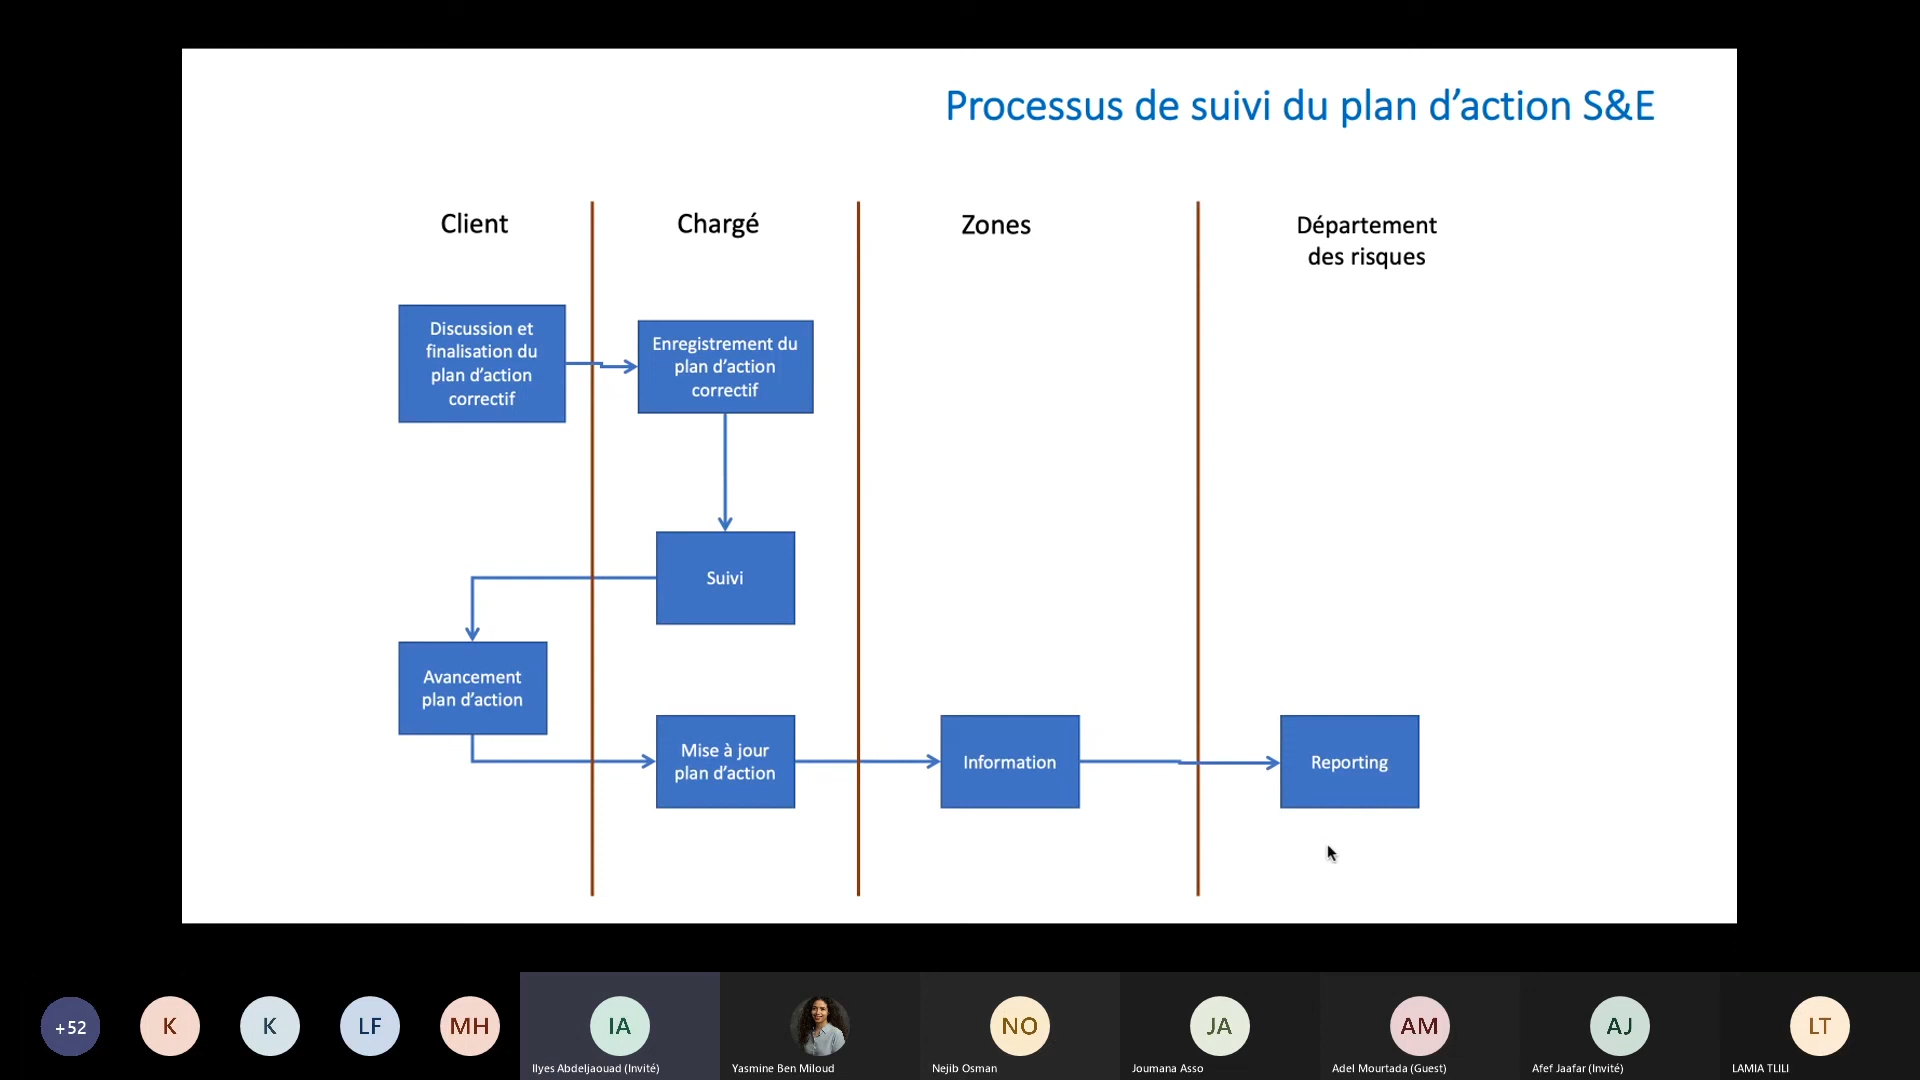 Processus de suivi du plan d’action S&E
Client
Chargé
Zones
Département
des risques
Discussion et
finalisation du
plan d’action
correctif
Enregistrement du
plan d’action
correctif
Suivi
Avancement
plan d’action
Mise à jour
plan d’action
Information
Reporting
+52
K
K
LF
MH
IA
NO
JA
AM
AJ
LT
Ilyes Abdeljaouad (Invité)
Yasmine Ben Miloud
Nejib Osman
Joumana Asso
Adel Mourtada (Guest)
Afef Jaafar (Invité)
LAMIA TLILI